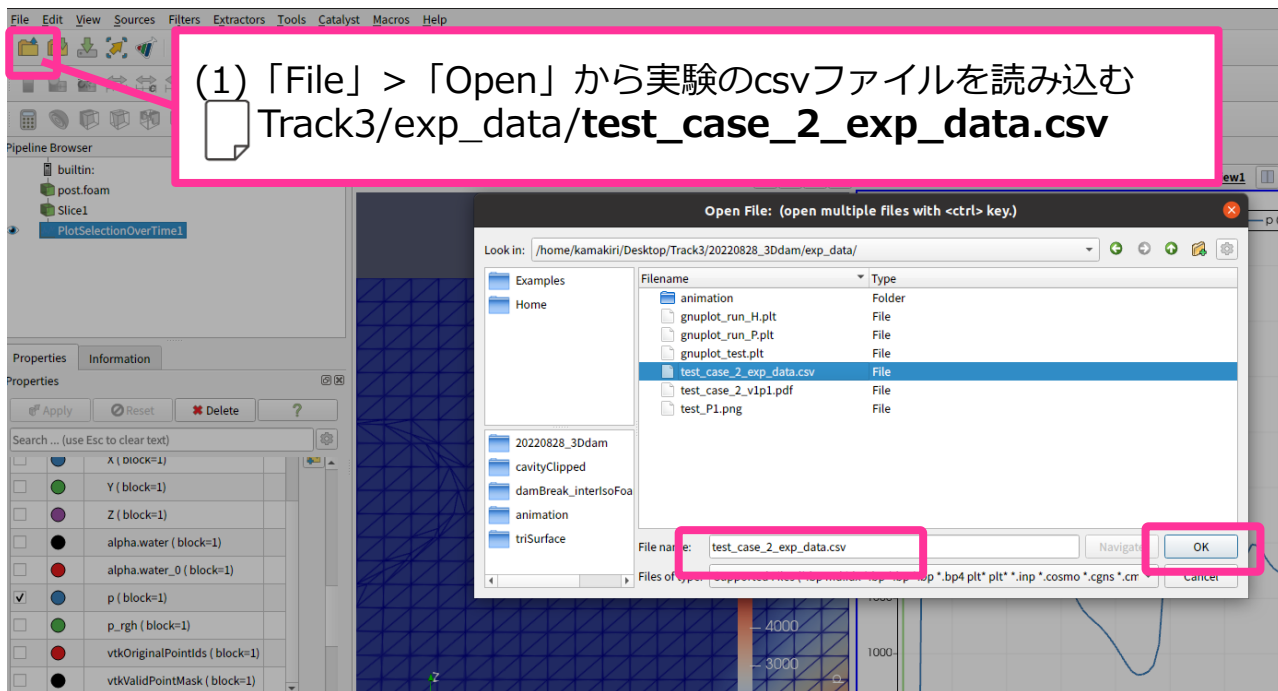 File Edit View Sources Filters Extractors Tools Catalyst Macros Help
(1)「File」>「Open」から実験のcsvファイルを読み込む
Track3/exp_data/test_case_2_exp_data.csv
Pipeline Browser
builtin:
post.foam
Slice1
PlotSelectionOverTime1
ew1
Open File: (open multiple files with <ctrl> key.)
Look in: /home/kamakiri/Desktop/Track3/20220828_3Ddam/exp_data/
Examples
Home
Filename Type
animation Folder
gnuplot_run_H.plt File
gnuplot_run_P.plt File
gnuplot_test.plt File
test_case_2_exp_data.csv File
test_case_2_v1p1.pdf File
test_P1.png File
20220828_3Ddam
cavityClipped
damBreak_interIsoFoa
animation
triSurface
File name: test_case_2_exp_data.csv Navigate OK
Files of type: Cancel
Properties Information
Properties
Apply Reset Delete ?
Search ... (use Esc to clear text)
X ( block=1)
Y ( block=1)
Z ( block=1)
alpha.water ( block=1)
alpha.water_0 ( block=1)
p ( block=1)
p_rgh ( block=1)
vtkOriginalPointIds ( block=1)
vtkValidPointMask ( block=1)
4000
3000
Z
1000